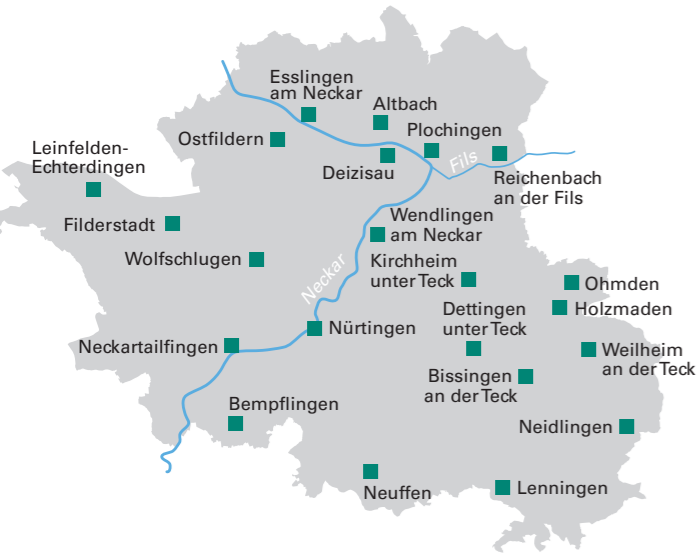 Esslingen
am Neckar
Altbach
Ostfildern
Plochingen
Leinfelden-
Echterdingen
Deizisau
Fils
Reichenbach
an der Fils
Filderstadt
Wendlingen
am Neckar
Wolfschlugen
Kirchheim
unter Teck
Neckar
Ohmden
Holzmaden
Dettingen
unter Teck
Nürtingen
Neckartailfingen
Weilheim
an der Teck
Bissingen
an der Teck
Bempflingen
Neidlingen
Neuffen
Lenningen